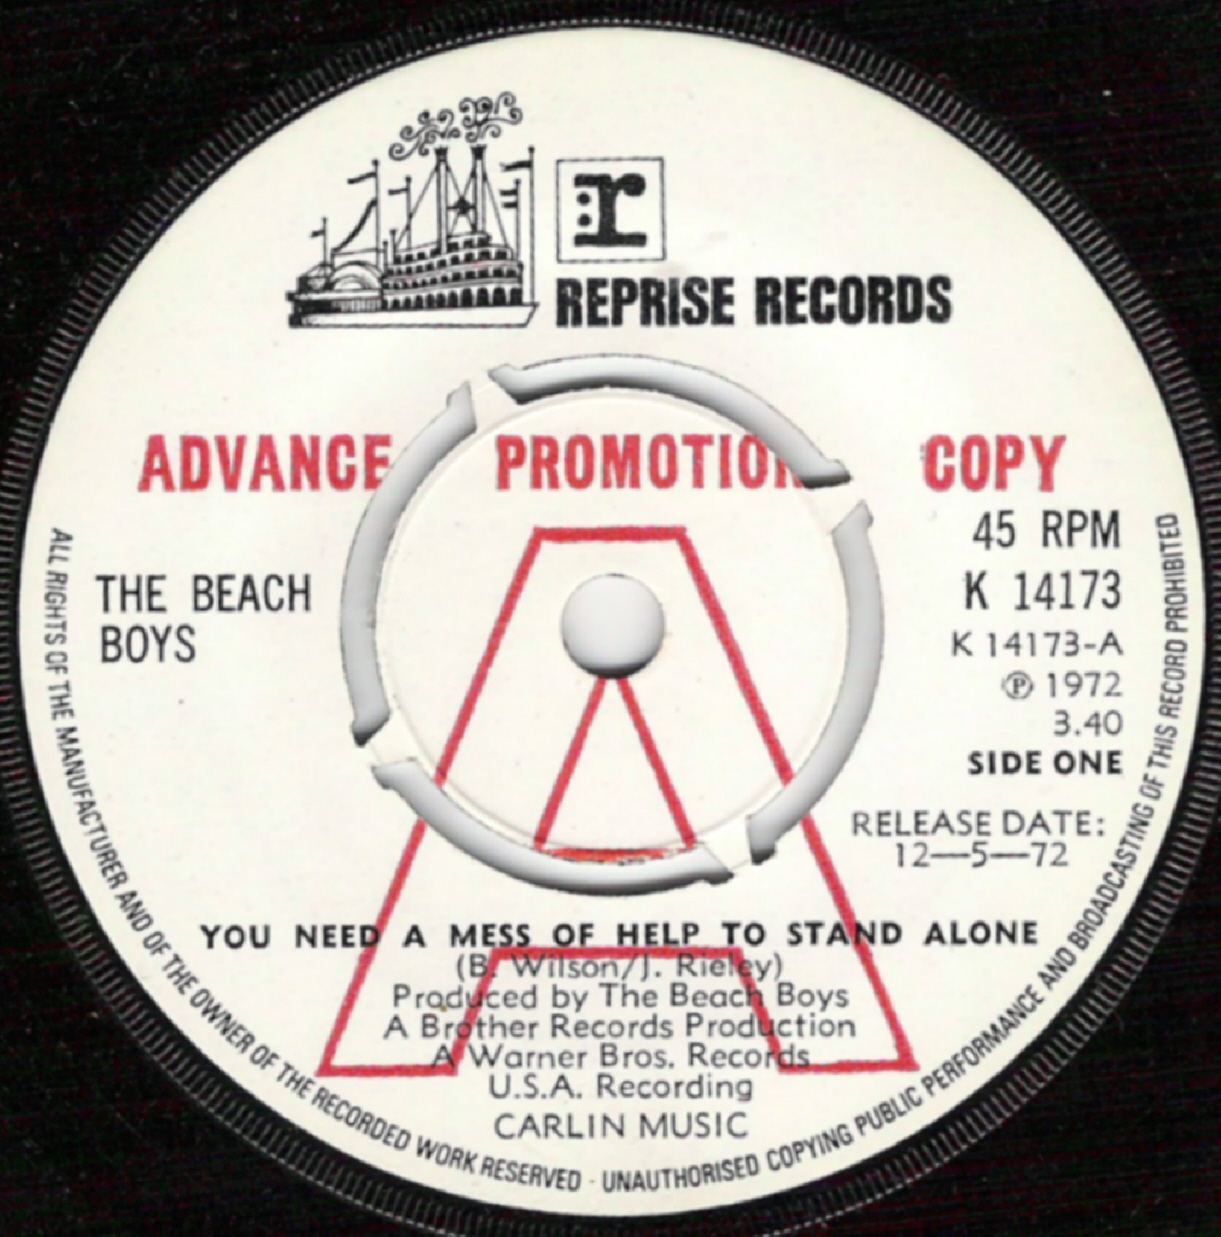 r
REPRISE RECORDS
ADVANCE PROMOTION COPY
45 RPM
THE BEACH
BOYS
K 14173
K 14173-A
℗ 1972
3.40
SIDE ONE
RELEASE DATE:
12—5—72
YOU NEED A MESS OF HELP TO STAND ALONE
(B. Wilson/J. Rieley)
Produced by The Beach Boys
A Brother Records Production
A Warner Bros. Records
U.S.A. Recording
CARLIN MUSIC
ALL RIGHTS OF THE MANUFACTURER AND OF THE OWNER OF THE RECORDED WORK RESERVED - UNAUTHORISED COPYING PUBLIC PERFORMANCE AND BROADCASTING OF THIS RECORD PROHIBITED
A